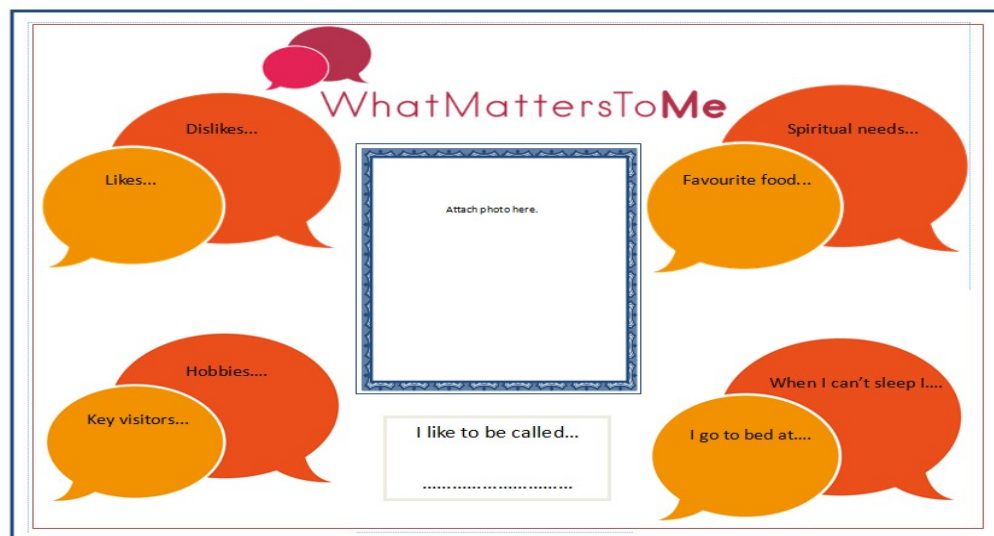 WhatMattersToMe
Dislikes...
Likes...
Spiritual needs...
Favourite food...
Attach photo here.
Hobbies....
Key visitors...
When I can't sleep I....
I go to bed at....
I like to be called...
............................